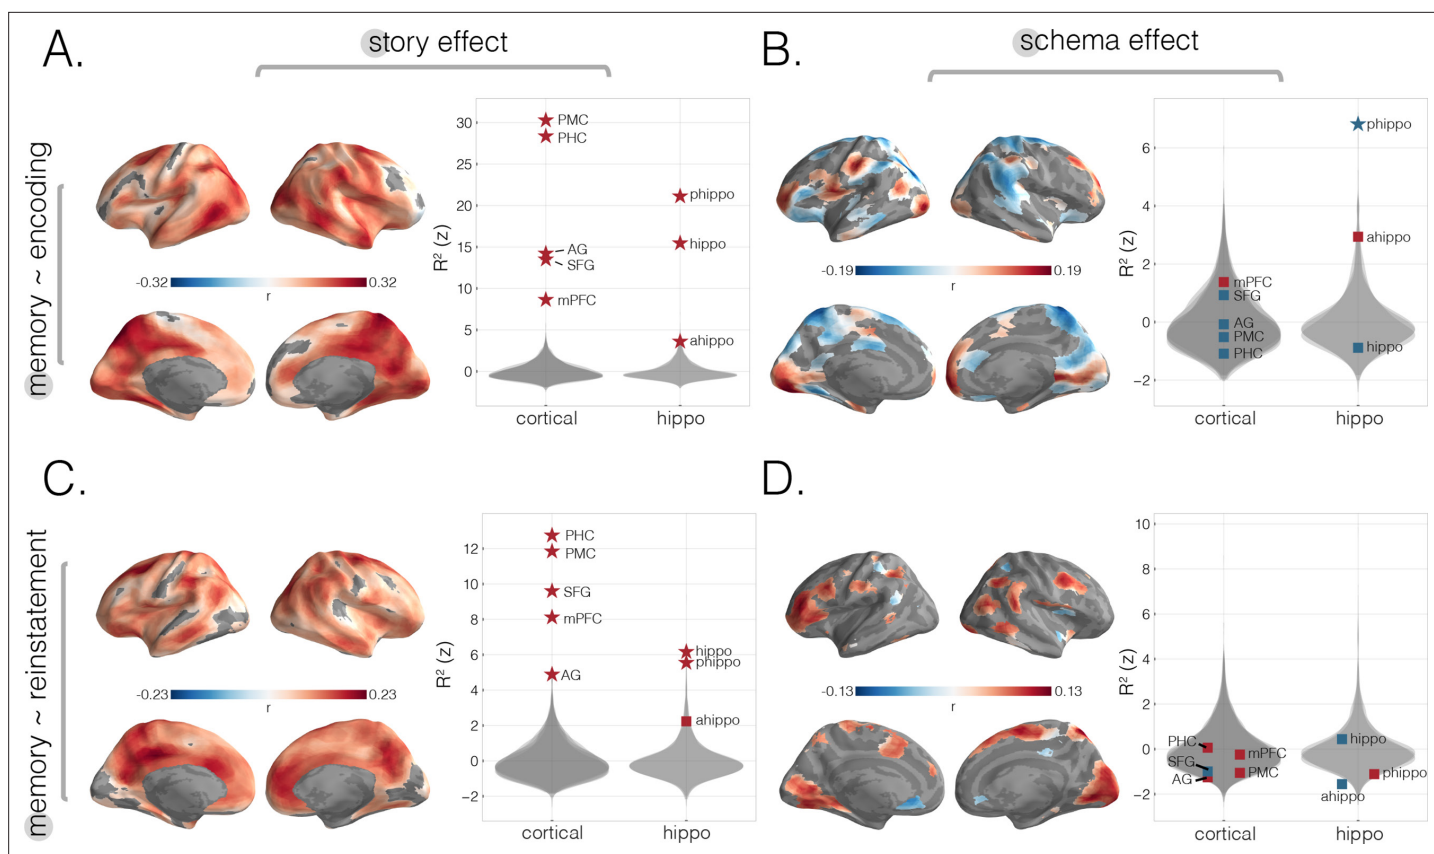 A.
story effect
B.
schema effect
memory ~ encoding
R² (z)
30
25
20
15
10
5
0
PMC
PHC
AG
SFG
mPFC
phippo
hippo
ahippo
cortical
hippo
-0.32
0.32
r
R² (z)
6
4
2
0
−2
phippo
ahippo
mPFC
SFG
AG
PMC
PHC
hippo
cortical
hippo
-0.19
0.19
r
C.
D.
memory ~ reinstatement
R² (z)
12
10
8
6
4
2
0
−2
PHC
PMC
SFG
mPFC
AG
hippo
phippo
ahippo
cortical
hippo
-0.23
0.23
r
R² (z)
10
8
6
4
2
0
−2
PHC
SFG
AG
mPFC
PMC
hippo
phippo
ahippo
cortical
hippo
-0.13
0.13
r